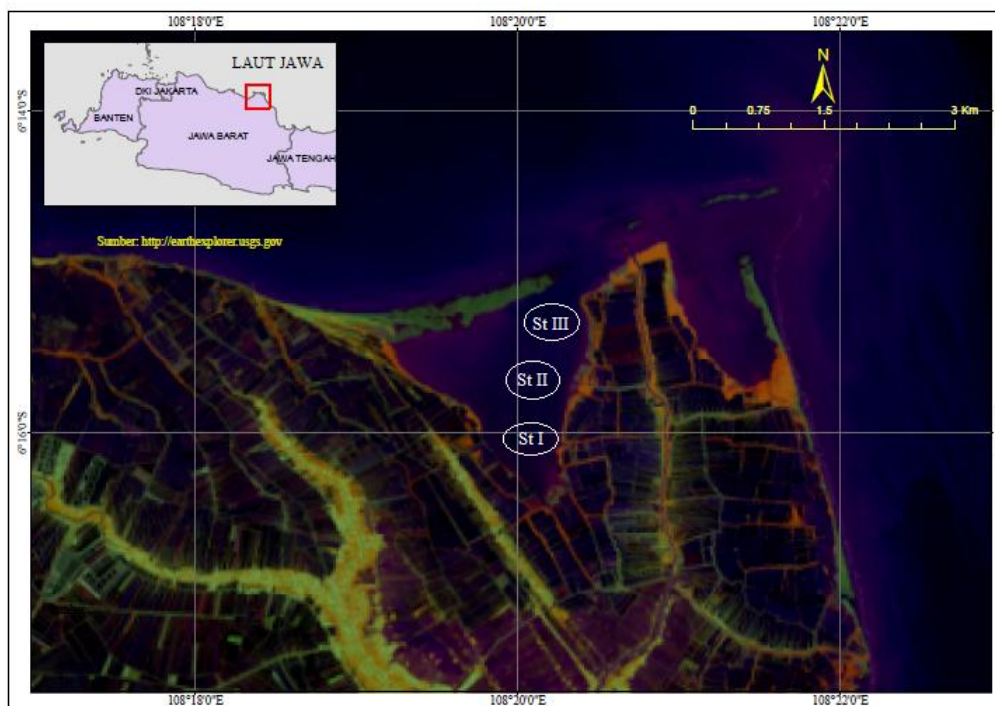 108°18'0"E 108°20'0"E 108°22'0"E
LAUT JAWA
DKI JAKARTA
BANTEN
JAWA BARAT
JAWA TENGAH
N
0 0.75 1.5 3 Km
6°14'0"S
Sumber: http://earthexplorer.usgs.gov
St III
St II
St I
6°16'0"S
108°18'0"E 108°20'0"E 108°22'0"E